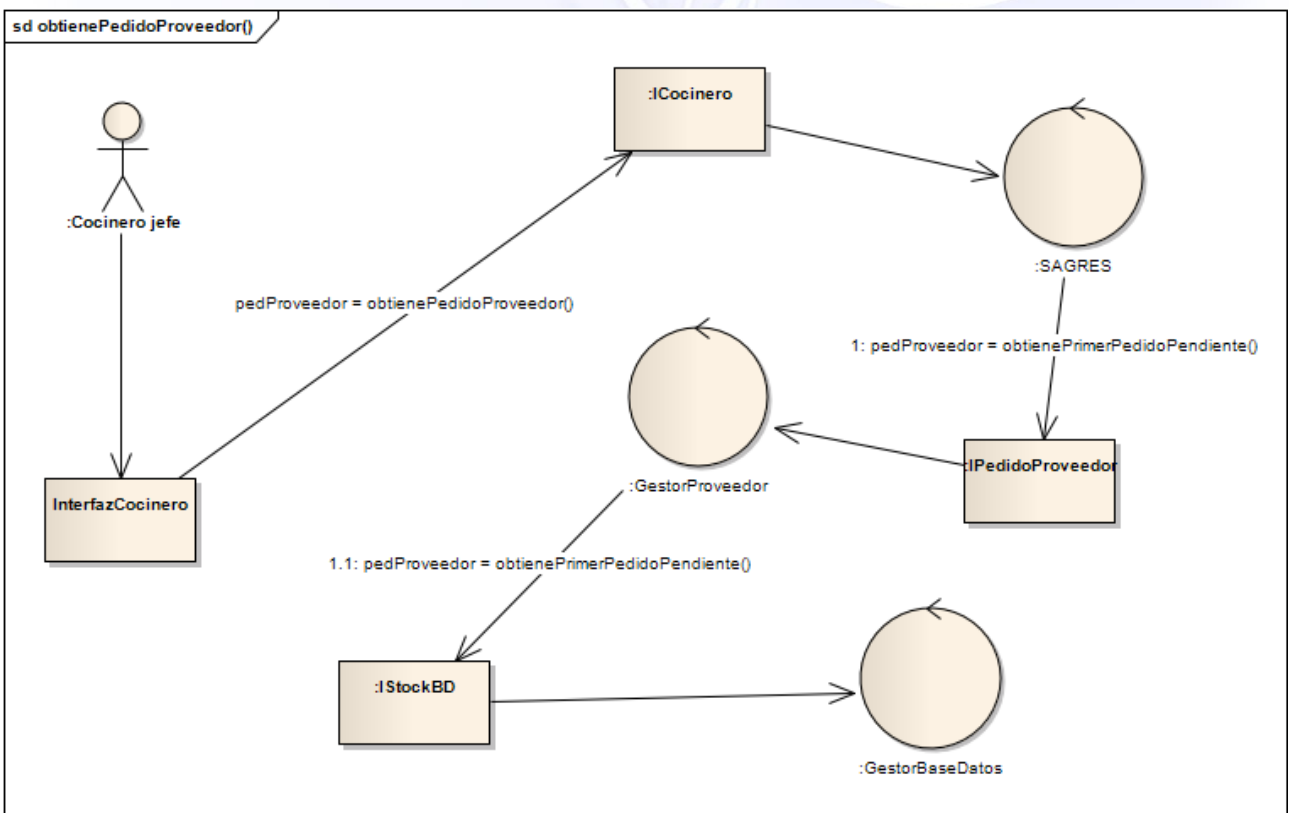 sd obtienePedidoProveedor()
:ICocinero
:Cocinero jefe
:SAGRES
pedProveedor = obtienePedidoProveedor()
1: pedProveedor = obtienePrimerPedidoPendiente()
:IPedidoProveedor
:GestorProveedor
InterfazCocinero
1.1: pedProveedor = obtienePrimerPedidoPendiente()
:IStockBD
:GestorBaseDatos